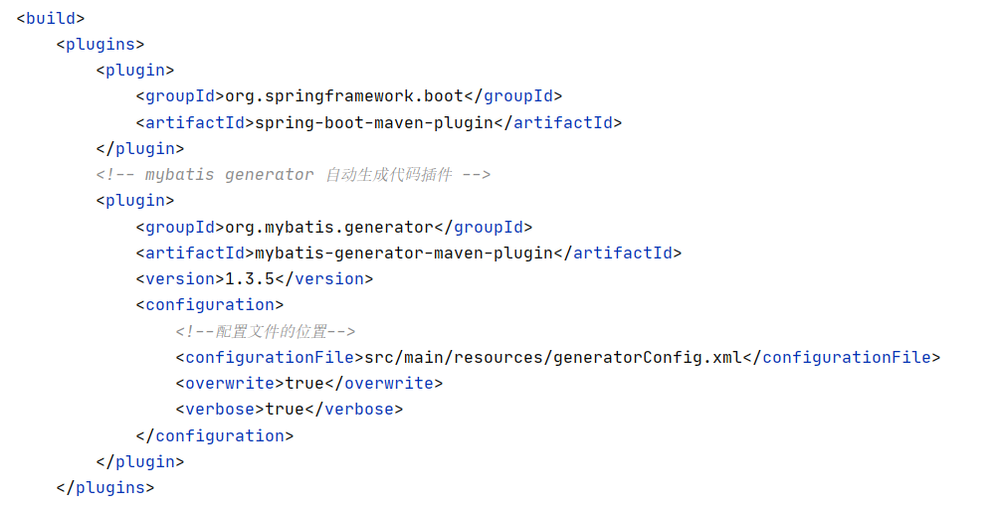 <build>
    <plugins>
        <plugin>
            <groupId>org.springframework.boot</groupId>
            <artifactId>spring-boot-maven-plugin</artifactId>
        </plugin>
        <!-- mybatis generator 自动生成代码插件 -->
        <plugin>
            <groupId>org.mybatis.generator</groupId>
            <artifactId>mybatis-generator-maven-plugin</artifactId>
            <version>1.3.5</version>
            <configuration>
                <!--配置文件的位置-->
                <configurationFile>src/main/resources/generatorConfig.xml</configurationFile>
                <overwrite>true</overwrite>
                <verbose>true</verbose>
            </configuration>
        </plugin>
    </plugins>